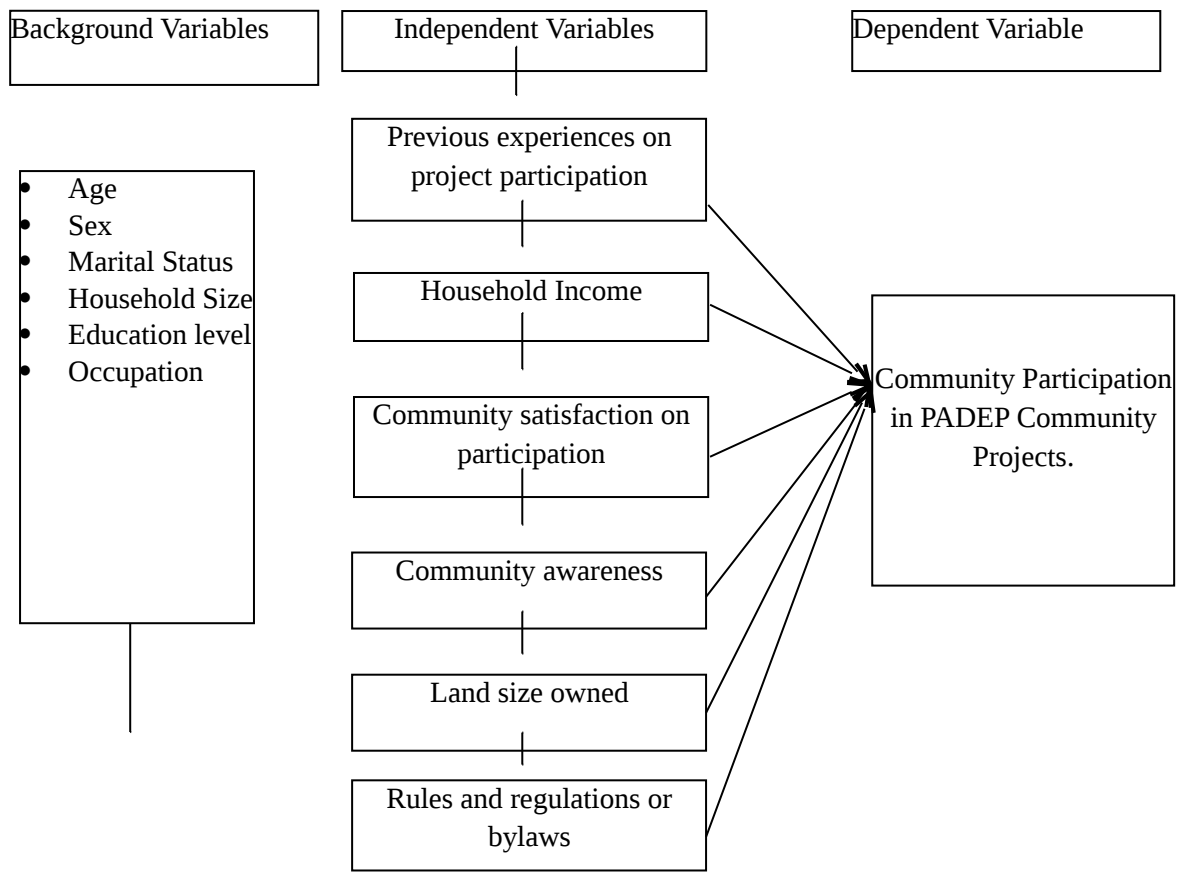 Background Variables
Independent Variables
Dependent Variable
• Age
• Sex
• Marital Status
• Household Size
• Education level
• Occupation
Previous experiences on
project participation
Household Income
Community satisfaction on
participation
Community awareness
Land size owned
Rules and regulations or
bylaws
Community Participation
in PADEP Community
Projects.